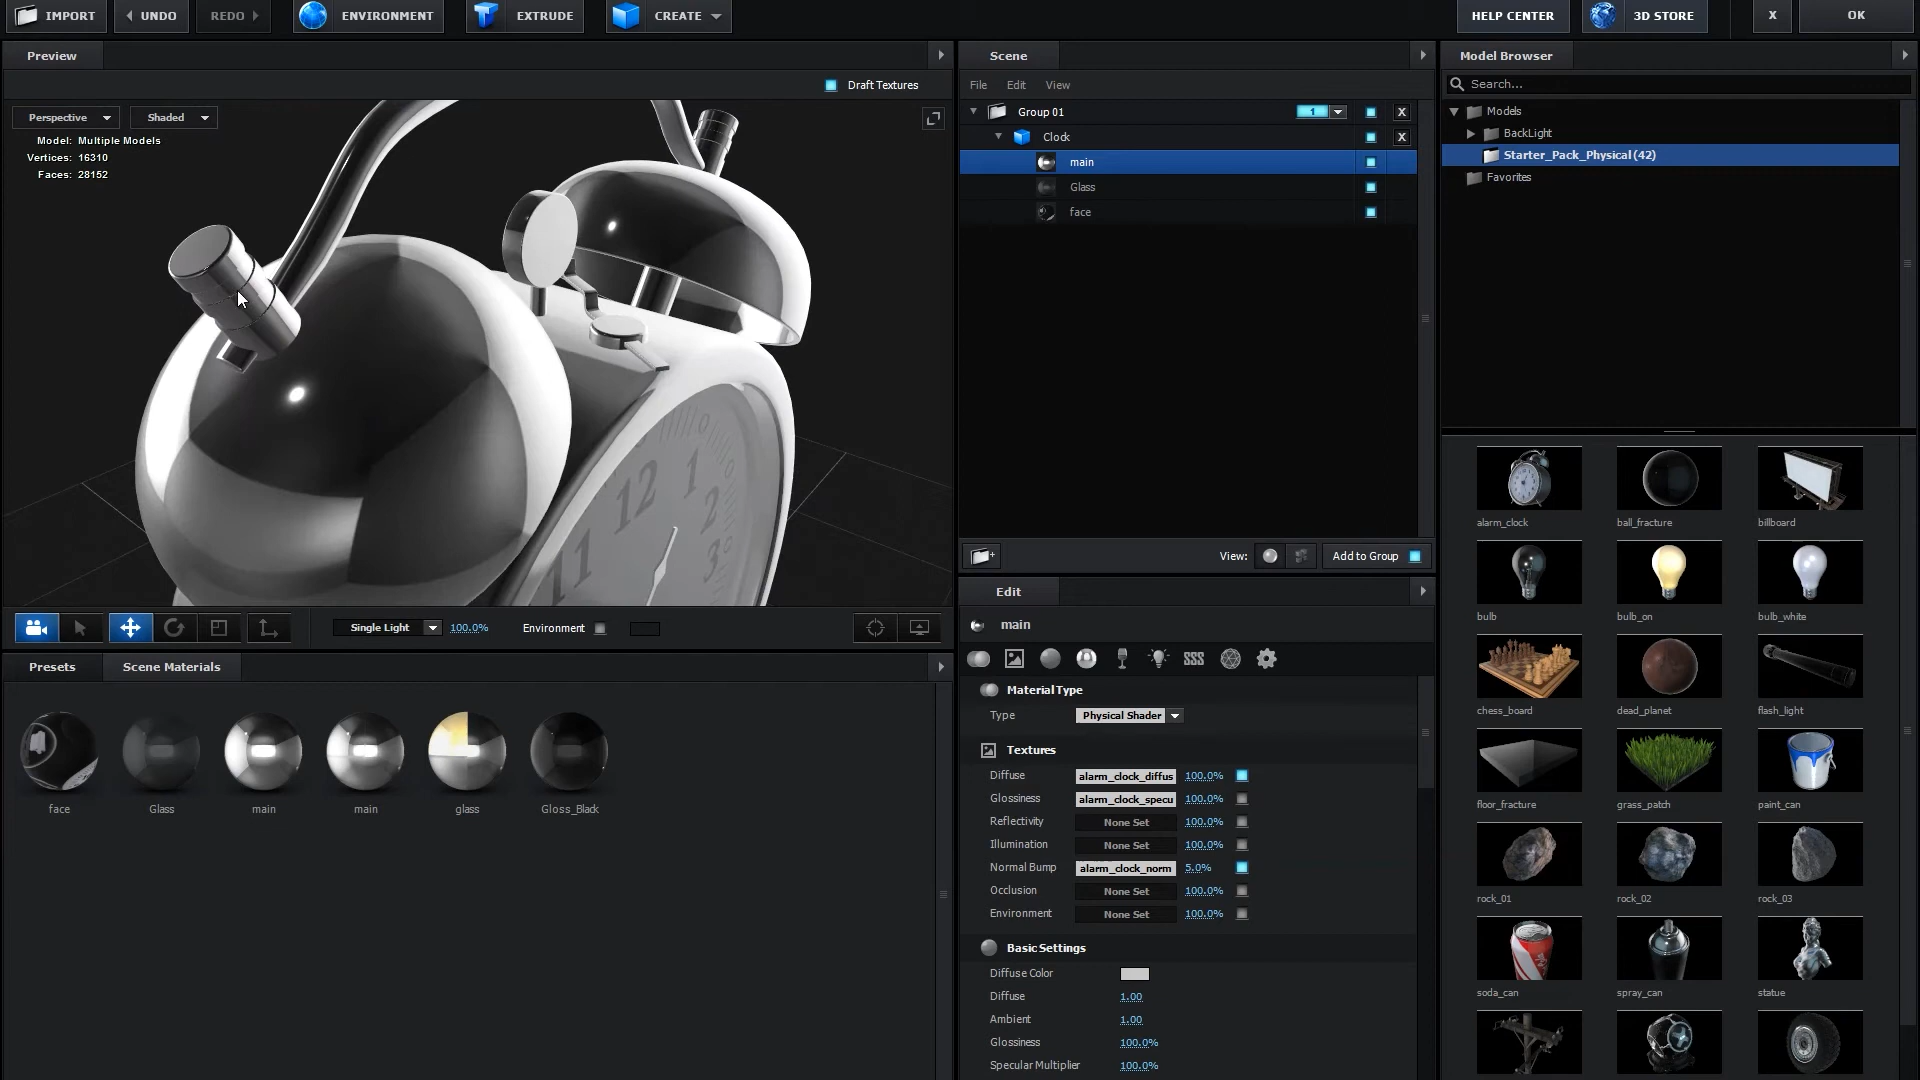 IMPORT UNDO REDO ENVIRONMENT EXTRUDE CREATE HELP CENTER 3D STORE X OK
Preview
Draft Textures
Perspective Shaded
Model: Multiple Models
Vertices: 16310
Faces: 28152
12 1
2
11 3
Single Light 100.0% Environment
Presets Scene Materials
face Glass main main glass Gloss_Black
Scene
File Edit View
Group 01 1 X
Clock X
main
Glass
face
View: Add to Group
Edit
main
SSS
Material Type
Type Physical Shader
Textures
Diffuse alarm_clock_diffus 100.0%
Glossiness alarm_clock_specu 100.0%
Reflectivity None Set 100.0%
Illumination None Set 100.0%
Normal Bump alarm_clock_norm 5.0%
Occlusion None Set 100.0%
Environment None Set 100.0%
Basic Settings
Diffuse Color
Diffuse 1.00
Ambient 1.00
Glossiness 100.0%
Specular Multiplier 100.0%
Model Browser
Search...
Models
BackLight
Starter_Pack_Physical (42)
Favorites
alarm_clock ball_fracture billboard
bulb bulb_on bulb_white
chess_board dead_planet flash_light
floor_fracture grass_patch paint_can
rock_01 rock_02 rock_03
soda_can spray_can statue